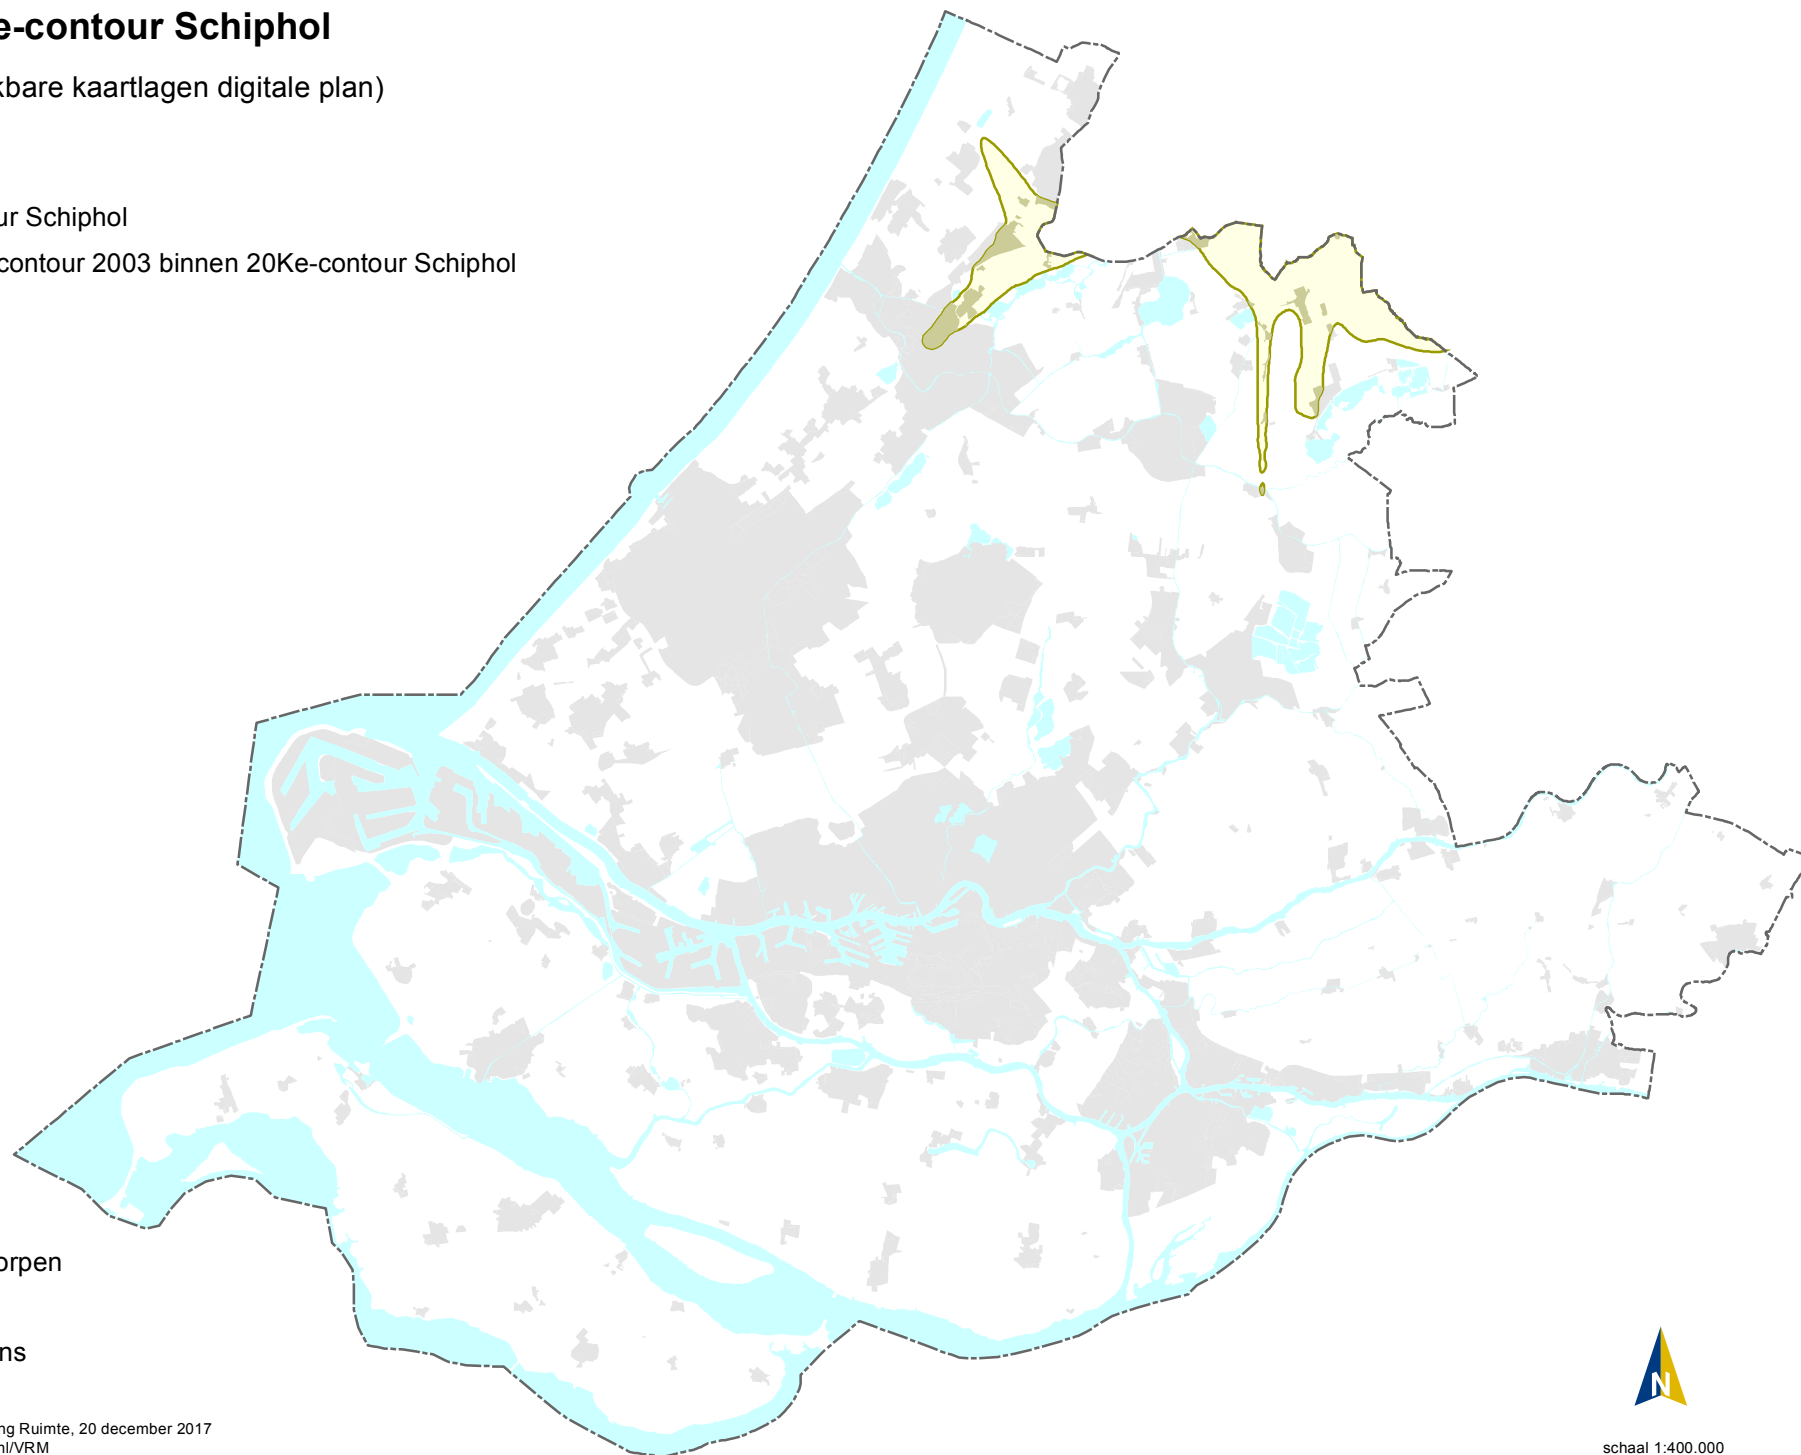 e-contour Schiphol
kbare kaartlagen digitale plan)
ur Schiphol
contour 2003 binnen 20Ke-contour Schiphol
orpen
ns
ng Ruimte, 20 december 2017
nl/VRM
N
schaal 1:400.000